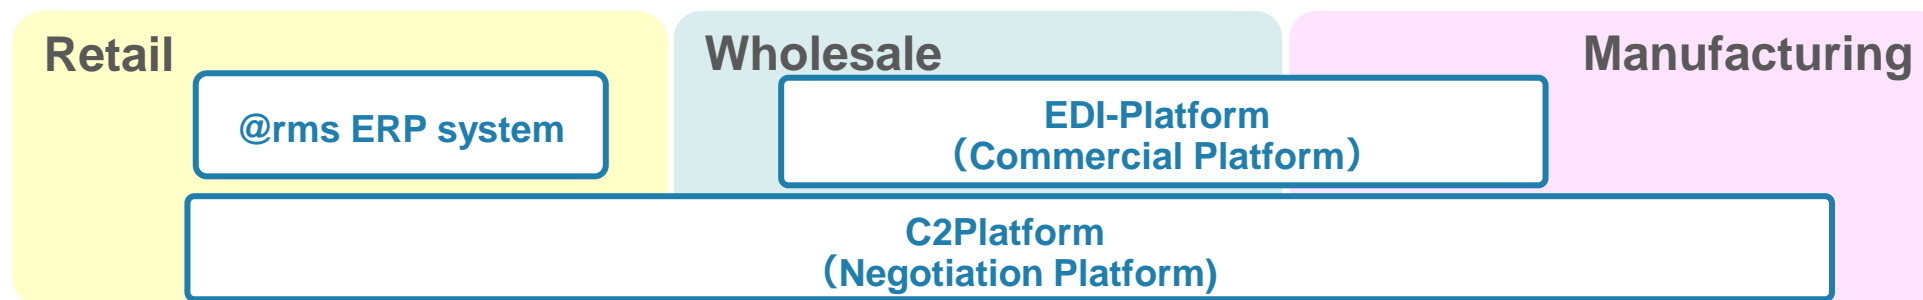 Retail
Wholesale
Manufacturing
@rms ERP system
EDI-Platform
（Commercial Platform）
C2Platform
（Negotiation Platform)